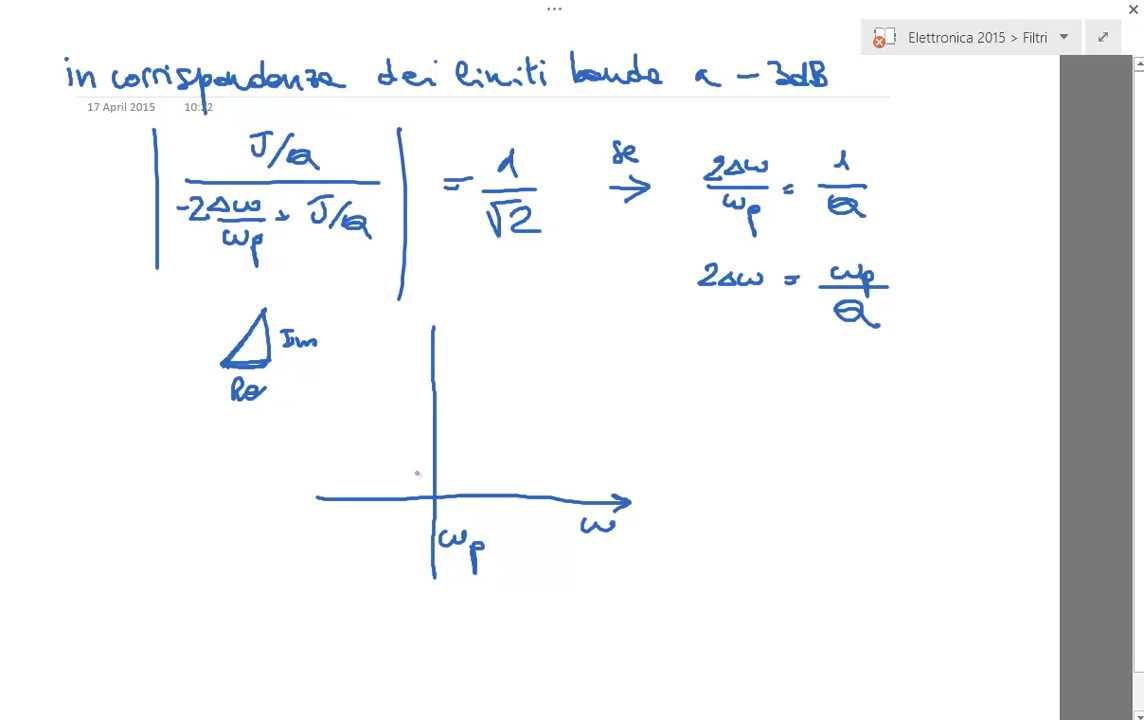 Elettronica 2015 > Filtri
in corrispondenza dei limiti banda a -3dB
17 April 2015 10:22
| (J/Q) / (-2Δω/ωp + J/Q) | = 1/√2 se → 2Δω/ωp = 1/Q
2Δω = ωp/Q
Im
Re
ω
ωp